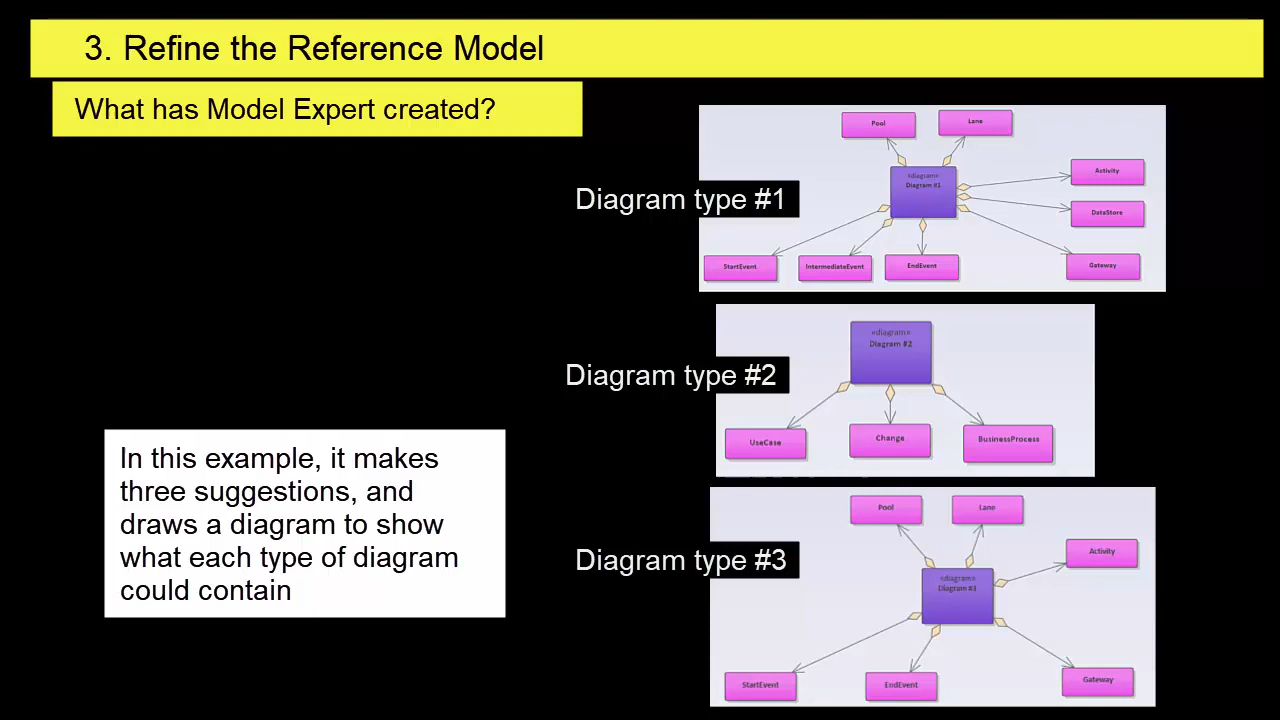 3. Refine the Reference Model
What has Model Expert created?
Pool
Lane
«diagram»
Diagram #1
Activity
DataStore
Gateway
StartEvent
IntermediateEvent
EndEvent
Diagram type #1
«diagram»
Diagram #2
Diagram type #2
UseCase
Change
BusinessProcess
In this example, it makes
three suggestions, and
draws a diagram to show
what each type of diagram
could contain
Pool
Lane
Activity
Diagram type #3
«diagram»
Diagram #3
StartEvent
EndEvent
Gateway